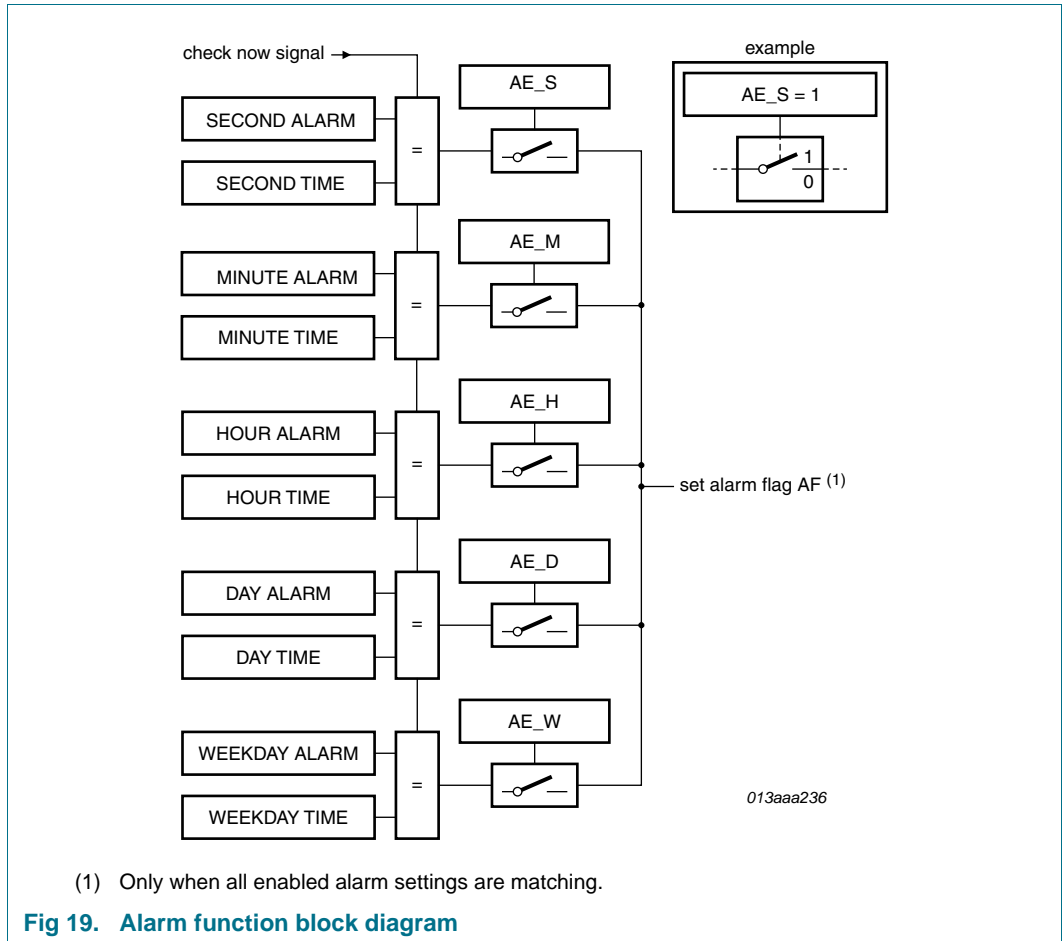 check now signal
example
AE_S
AE_S = 1
SECOND ALARM
=
SECOND TIME
1
0
AE_M
MINUTE ALARM
=
MINUTE TIME
AE_H
HOUR ALARM
=
HOUR TIME
set alarm flag AF (1)
AE_D
DAY ALARM
=
DAY TIME
AE_W
WEEKDAY ALARM
=
WEEKDAY TIME
013aaa236
(1) Only when all enabled alarm settings are matching.
Fig 19. Alarm function block diagram